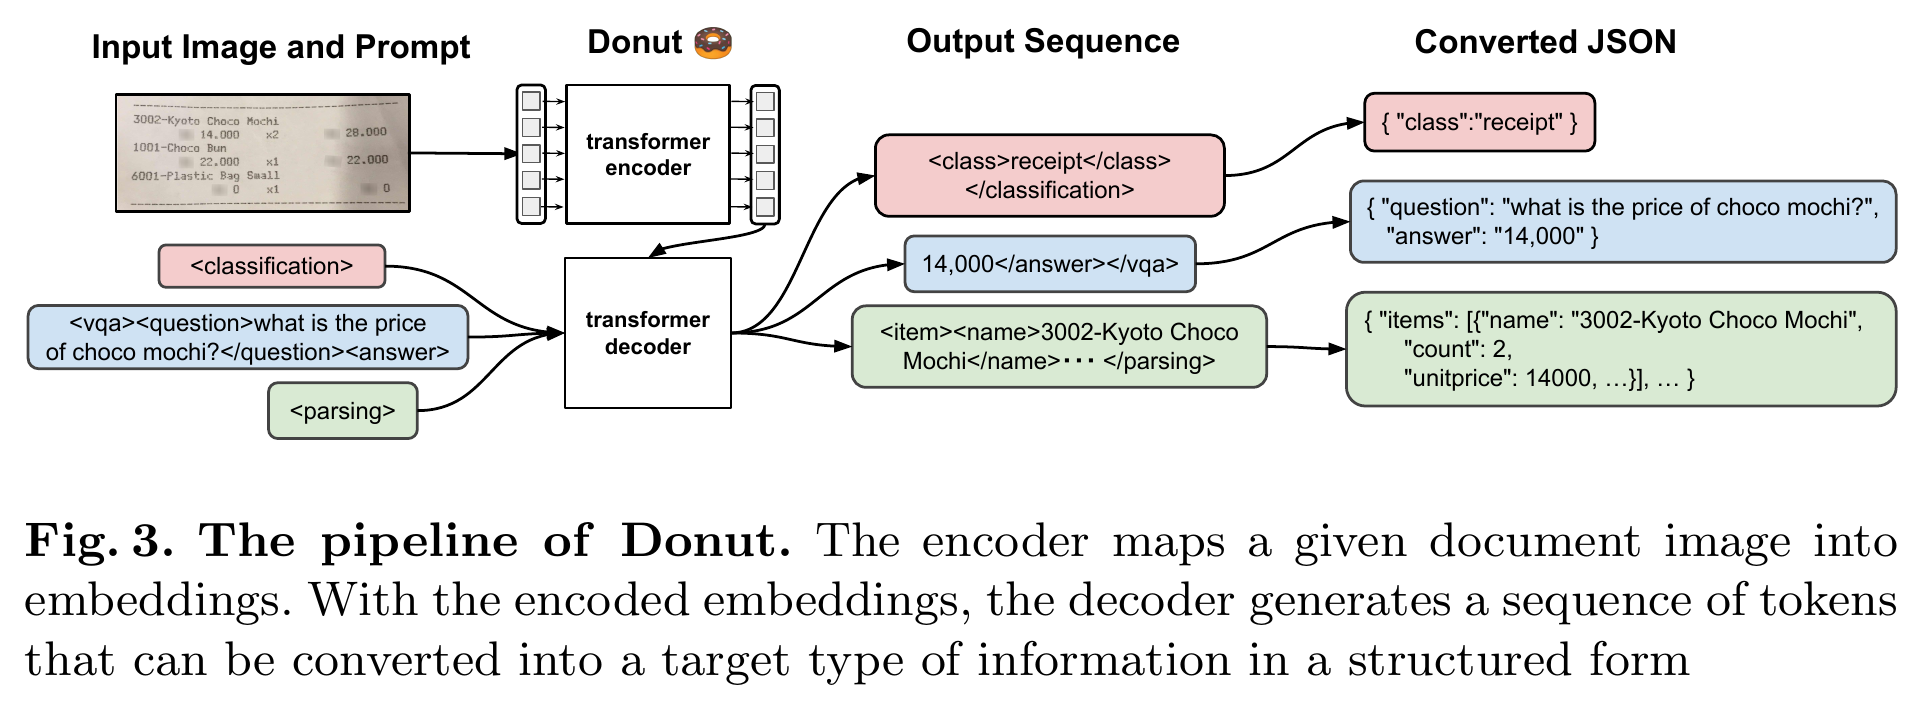 Input Image and Prompt
Donut
Output Sequence
Converted JSON
3002-Kyoto Choco Mochi
14.000 x2 28.000
1001-Choco Bun
22.000 x1 22.000
6001-Plastic Bag Small
0 x1 0
<classification>
<vqa><question>what is the price
of choco mochi?</question><answer>
<parsing>
transformer
encoder
transformer
decoder
<class>receipt</class>
</classification>
14,000</answer></vqa>
<item><name>3002-Kyoto Choco
Mochi</name>··· </parsing>
{ "class":"receipt" }
{ "question": "what is the price of choco mochi?",
"answer": "14,000" }
{ "items": [{"name": "3002-Kyoto Choco Mochi",
"count": 2,
"unitprice": 14000, …}], … }
Fig. 3. The pipeline of Donut. The encoder maps a given document image into
embeddings. With the encoded embeddings, the decoder generates a sequence of tokens
that can be converted into a target type of information in a structured form